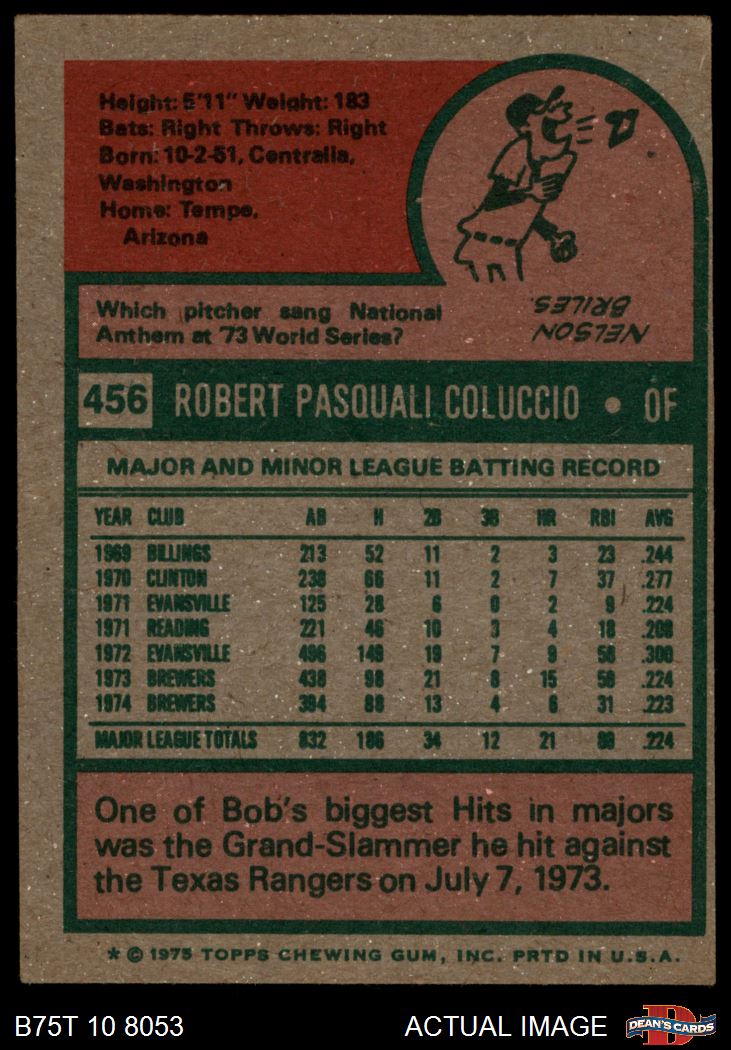 Height: 5'11" Weight: 183
Bats: Right Throws: Right
Born: 10-2-51, Centralia,
Washington
Home: Tempe,
Arizona
Which pitcher sang National
Anthem at '73 World Series?
NELSON
BRILES.
456 ROBERT PASQUALI COLUCCIO • OF
MAJOR AND MINOR LEAGUE BATTING RECORD
YEAR CLUB AB H 2B 3B HR RBI AVG
1969 BILLINGS 213 52 11 2 3 23 .244
1970 CLINTON 238 66 11 2 7 37 .277
1971 EVANSVILLE 125 28 6 0 2 9 .224
1971 READING 221 46 10 3 4 18 .208
1972 EVANSVILLE 496 149 19 7 9 58 .300
1973 BREWERS 438 98 21 8 15 58 .224
1974 BREWERS 394 88 13 4 6 31 .223
MAJOR LEAGUE TOTALS 832 186 34 12 21 89 .224
One of Bob's biggest Hits in majors
was the Grand-Slammer he hit against
the Texas Rangers on July 7, 1973.
* © 1975 TOPPS CHEWING GUM, INC. PRTD IN U.S.A.
B75T 10 8053 ACTUAL IMAGE DEAN'S CARDS